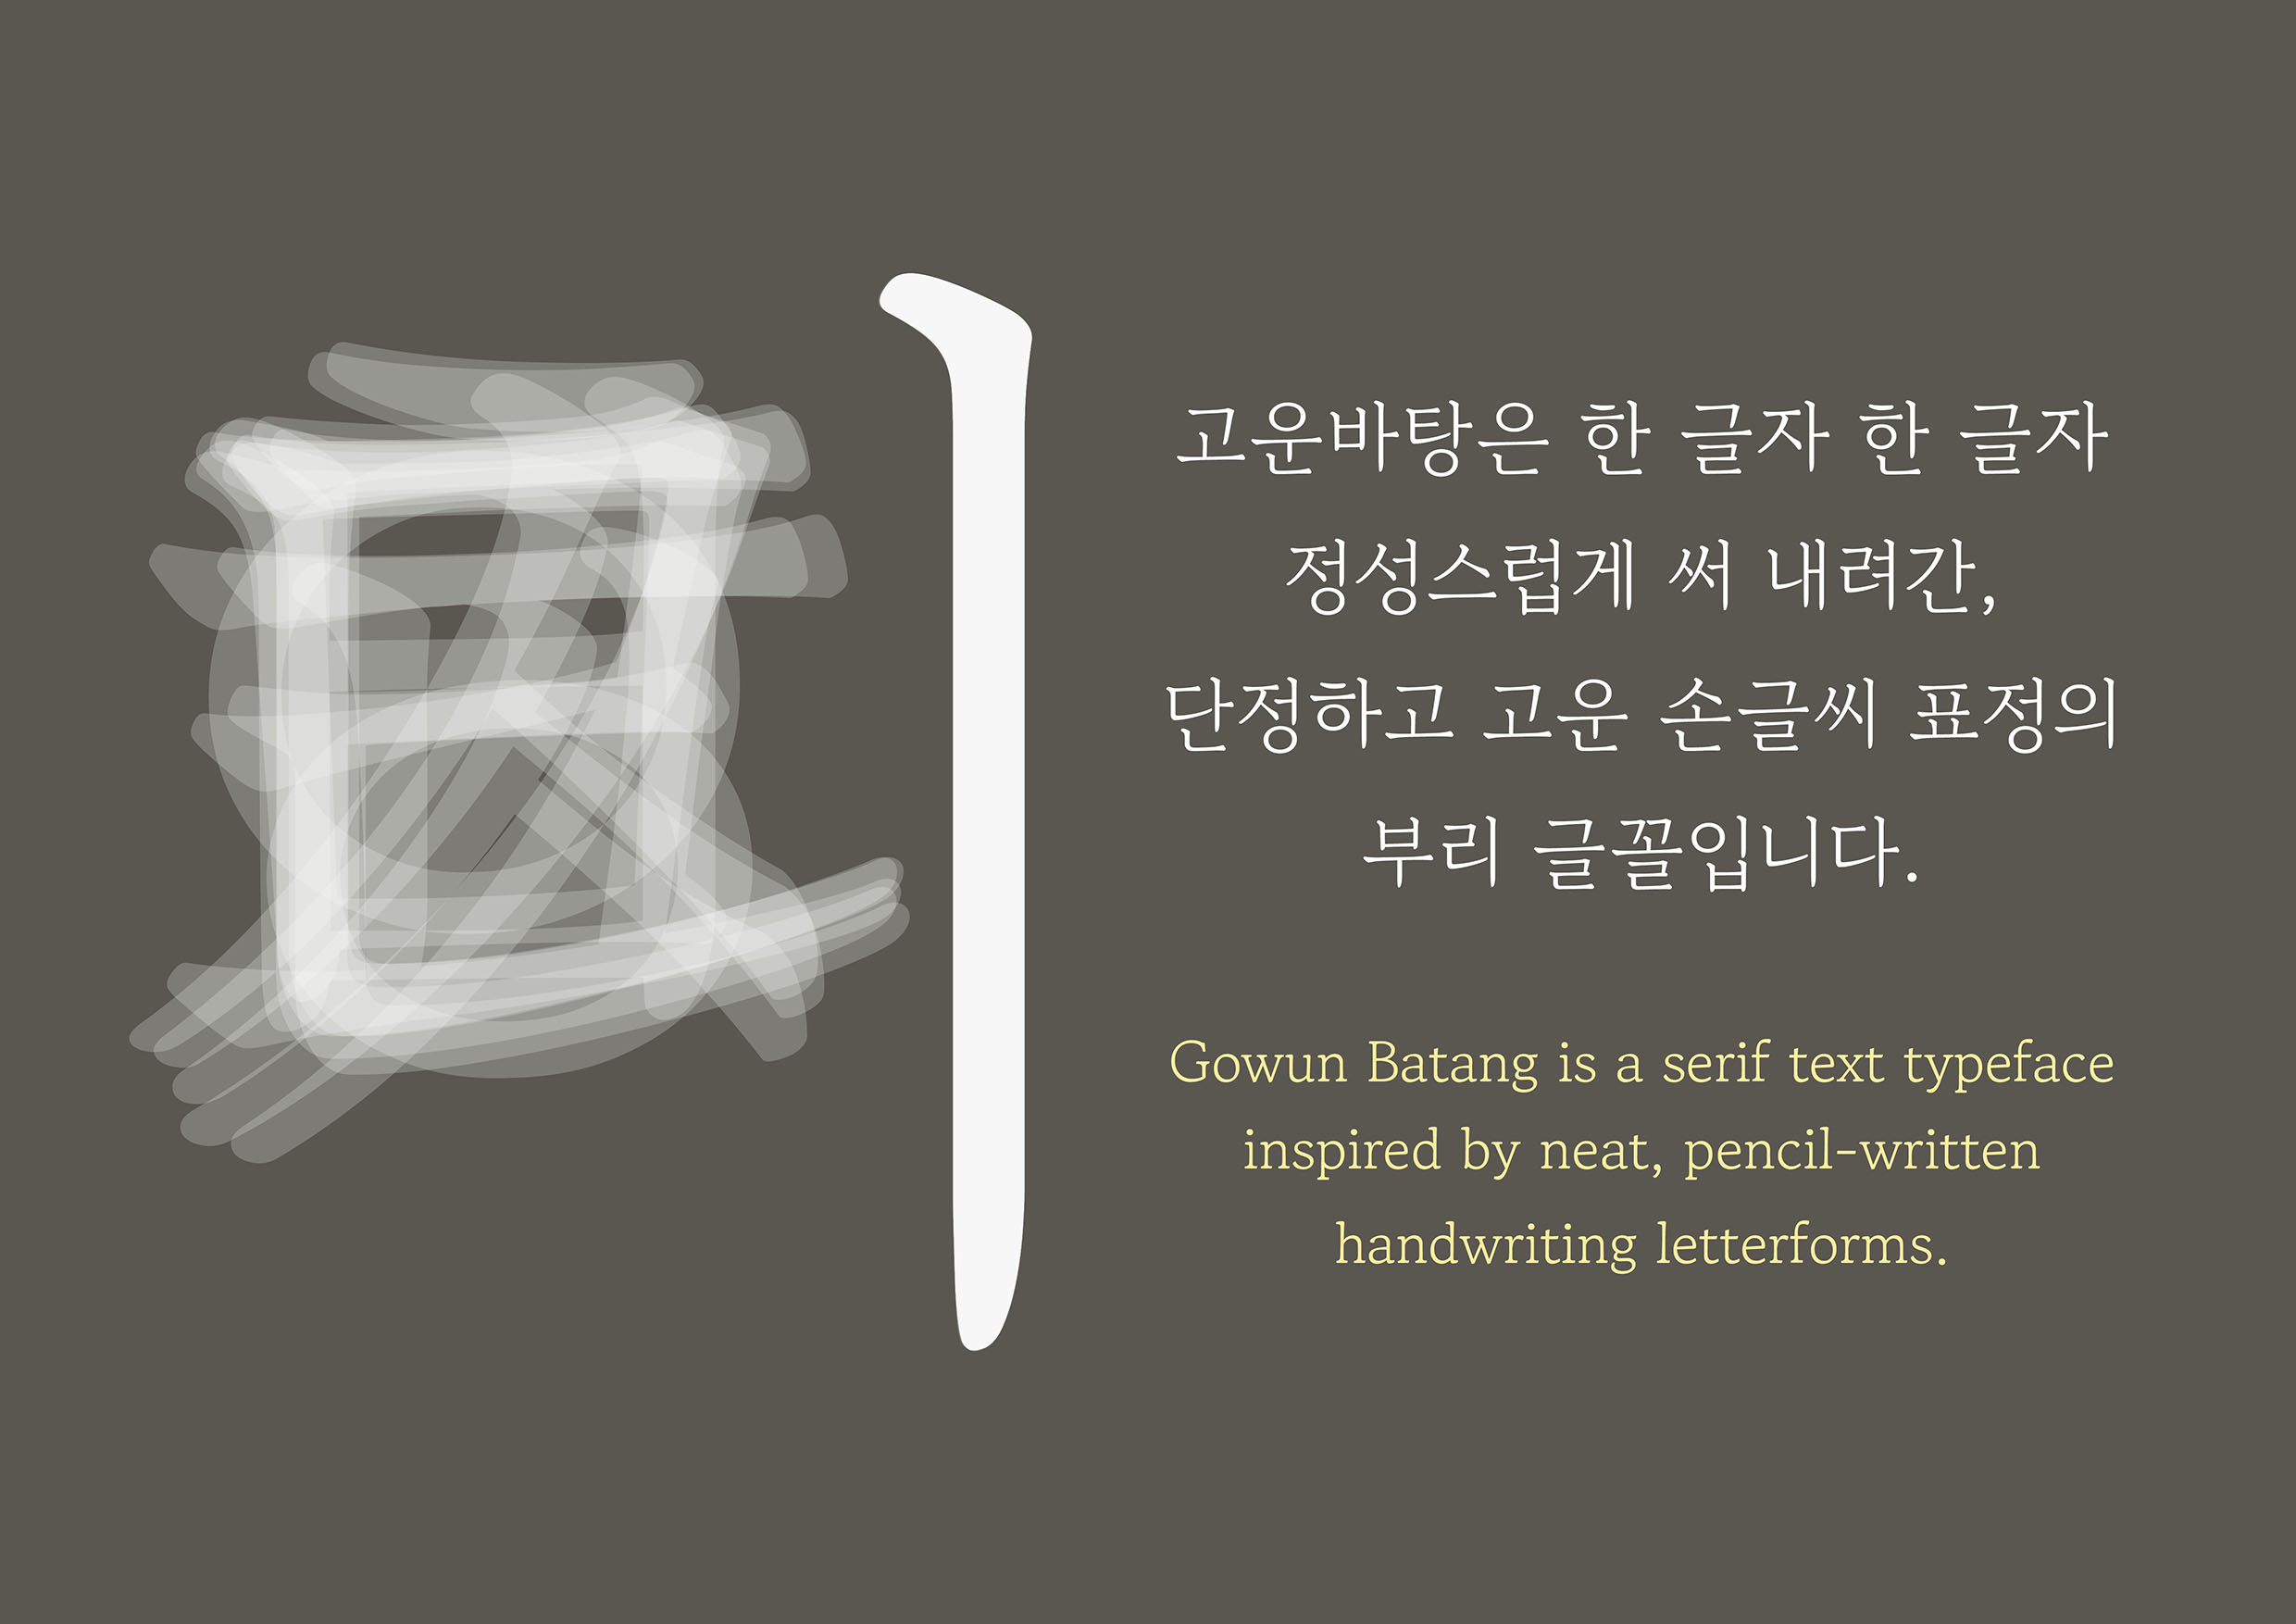 고운바탕은 한 글자 한 글자
정성스럽게 써 내려간,
단정하고 고운 손글씨 표정의
부리 글꼴입니다.
Gowun Batang is a serif text typeface
inspired by neat, pencil-written
handwriting letterforms.